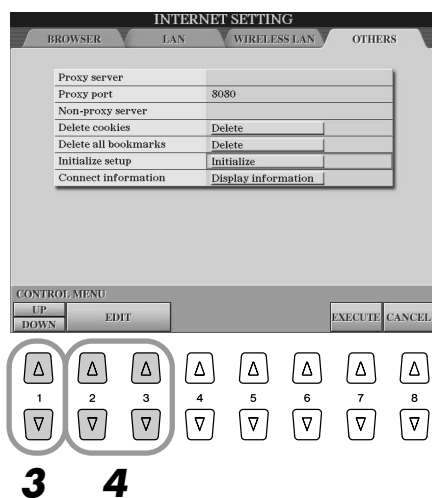 INTERNET SETTING
BROWSER LAN WIRELESS LAN OTHERS
Proxy server
Proxy port 8080
Non-proxy server
Delete cookies Delete
Delete all bookmarks Delete
Initialize setup Initialize
Connect information Display information
CONTROL MENU
UP
DOWN
EDIT EXECUTE CANCEL
1 2 3 4 5 6 7 8
3 4